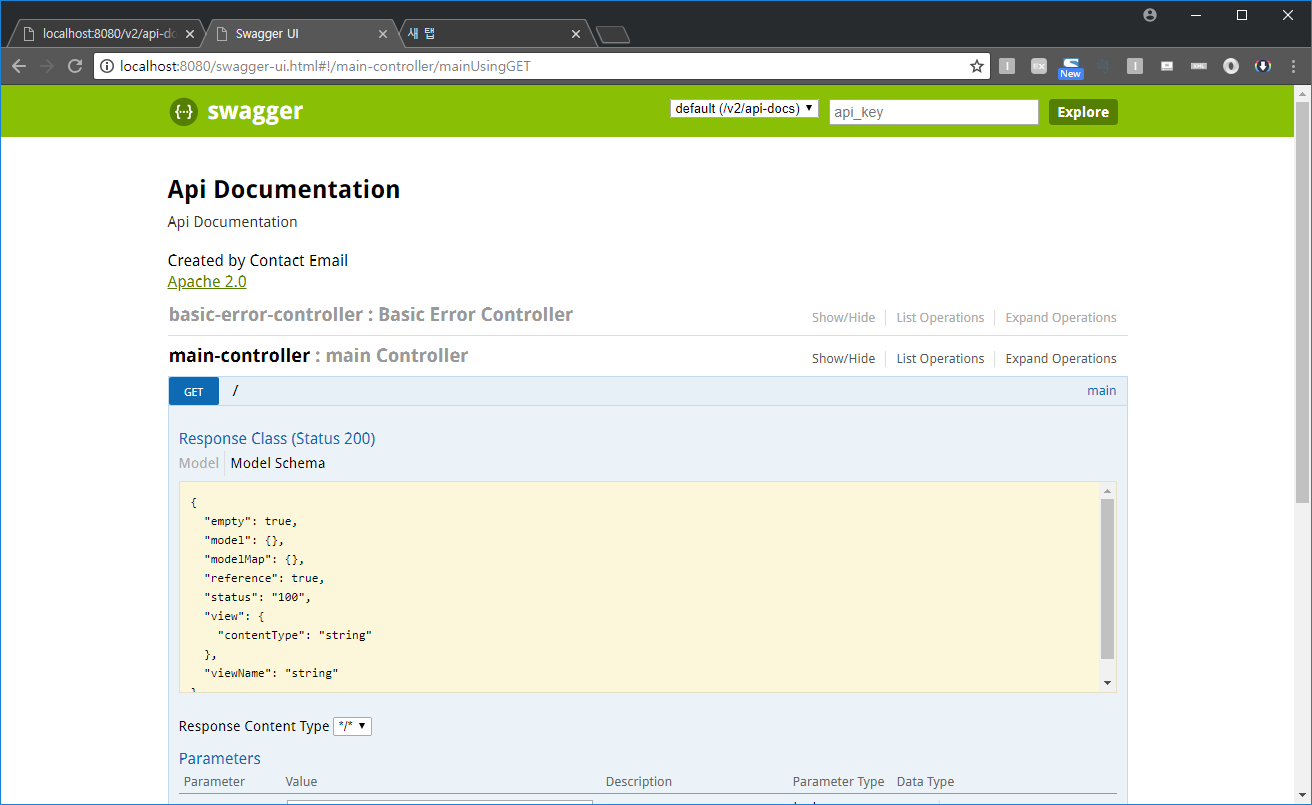 localhost:8080/v2/api-do
Swagger UI
새 탭
localhost:8080/swagger-ui.html#!/main-controller/mainUsingGET
New
{···} swagger
default (/v2/api-docs)
api_key
Explore
Api Documentation
Api Documentation
Created by Contact Email
Apache 2.0
basic-error-controller : Basic Error Controller
Show/Hide
List Operations
Expand Operations
main-controller : main Controller
Show/Hide
List Operations
Expand Operations
GET
/
main
Response Class (Status 200)
Model
Model Schema
{
"empty": true,
"model": {},
"modelMap": {},
"reference": true,
"status": "100",
"view": {
"contentType": "string"
},
"viewName": "string"
}
Response Content Type */*
Parameters
Parameter
Value
Description
Parameter Type
Data Type